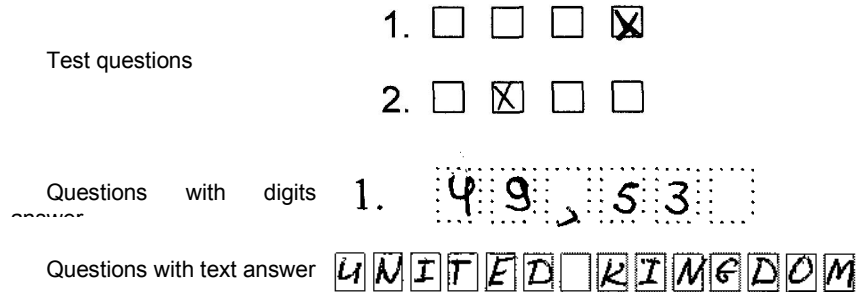 1.
Test questions
2. X
Questions with digits 1. 49,53
answer
Questions with text answer UNITED KINGDOM